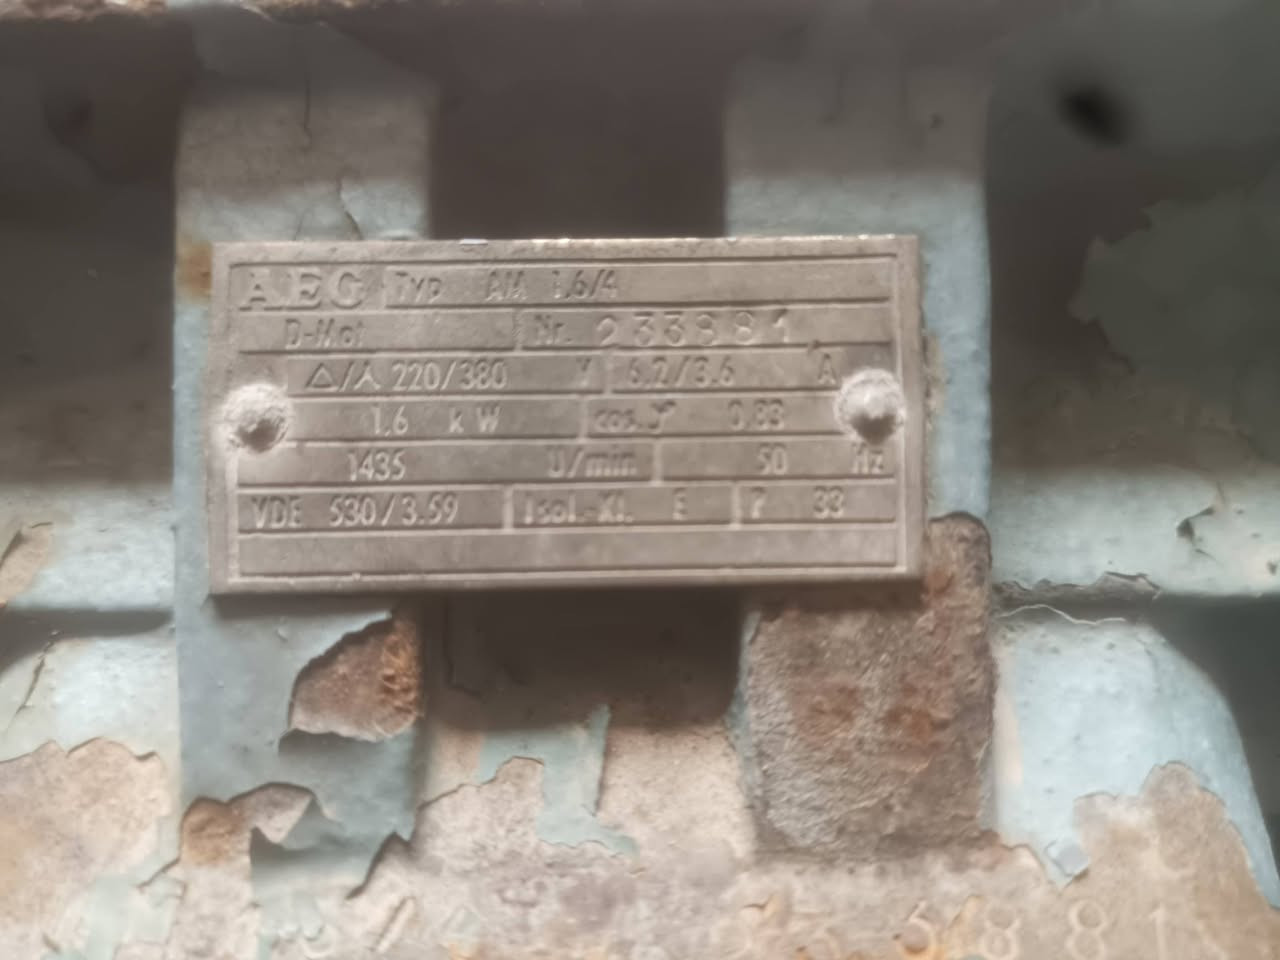 AEG Typ AM 1,6/4
D-Mot Nr. 233881
△/⅄ 220/380 V 6.2/3.6 A
1,6 kW cos.φ 0,83
1435 U/min 50 Hz
VDE 530/3.59 Isol.-Kl. E P 33
881